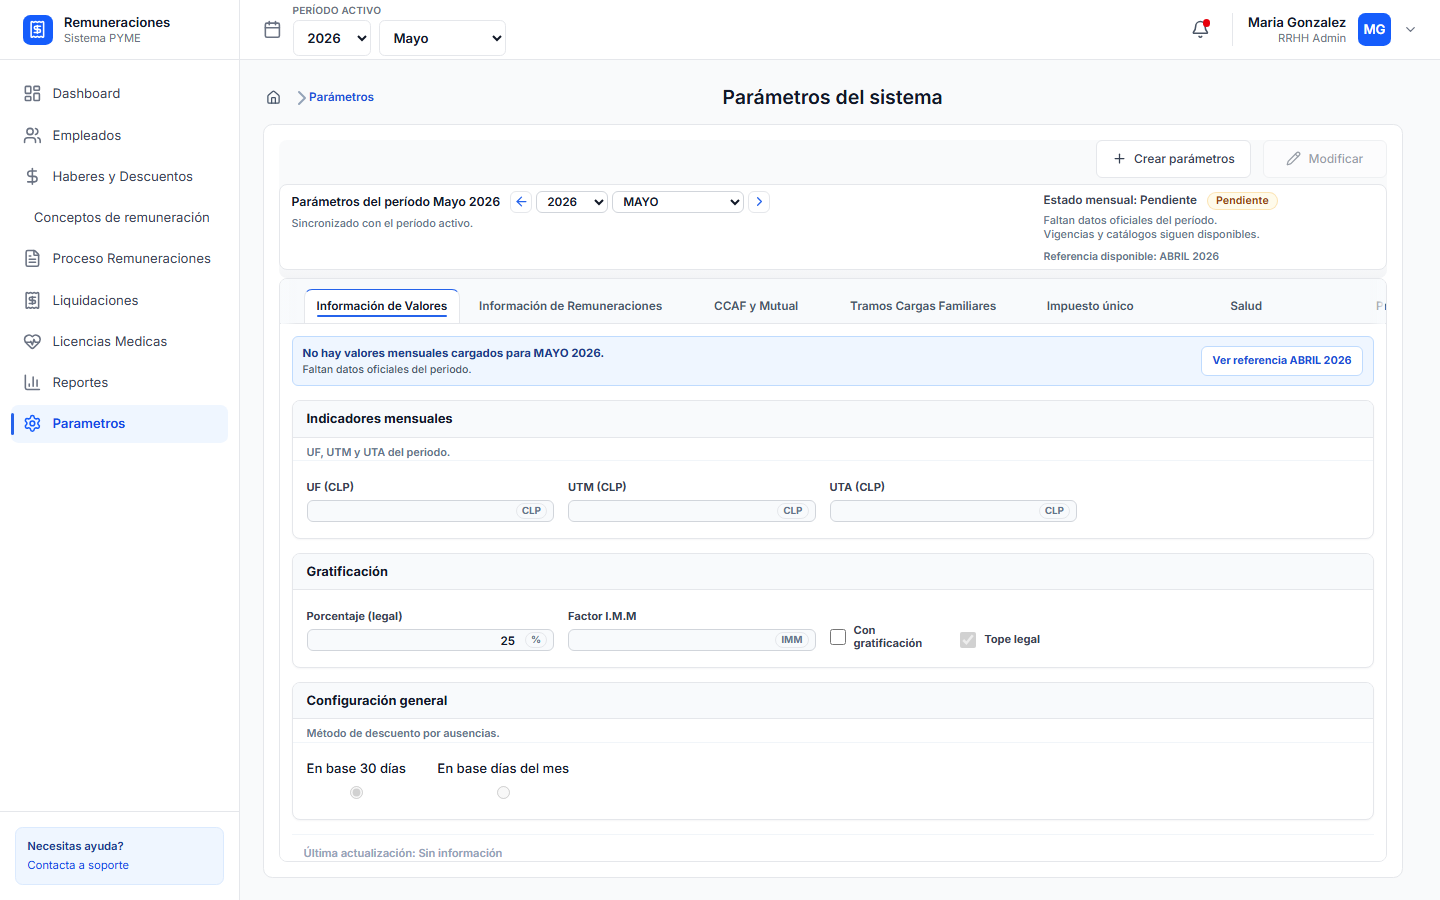 Remuneraciones
Sistema PYME
PERÍODO ACTIVO
2026
Mayo
Maria Gonzalez
RRHH Admin
MG
Dashboard
Empleados
Haberes y Descuentos
Conceptos de remuneración
Proceso Remuneraciones
Liquidaciones
Licencias Medicas
Reportes
Parametros
Necesitas ayuda?
Contacta a soporte
Parámetros
Parámetros del sistema
Crear parámetros
Modificar
Parámetros del período Mayo 2026
2026
MAYO
Sincronizado con el período activo.
Estado mensual: Pendiente
Pendiente
Faltan datos oficiales del período.
Vigencias y catálogos siguen disponibles.
Referencia disponible: ABRIL 2026
Información de Valores
Información de Remuneraciones
CCAF y Mutual
Tramos Cargas Familiares
Impuesto único
Salud
No hay valores mensuales cargados para MAYO 2026.
Faltan datos oficiales del periodo.
Ver referencia ABRIL 2026
Indicadores mensuales
UF, UTM y UTA del periodo.
UF (CLP)
UTM (CLP)
UTA (CLP)
CLP
CLP
CLP
Gratificación
Porcentaje (legal)
Factor I.M.M
25 %
IMM
Con gratificación
Tope legal
Configuración general
Método de descuento por ausencias.
En base 30 días
En base días del mes
Última actualización: Sin información